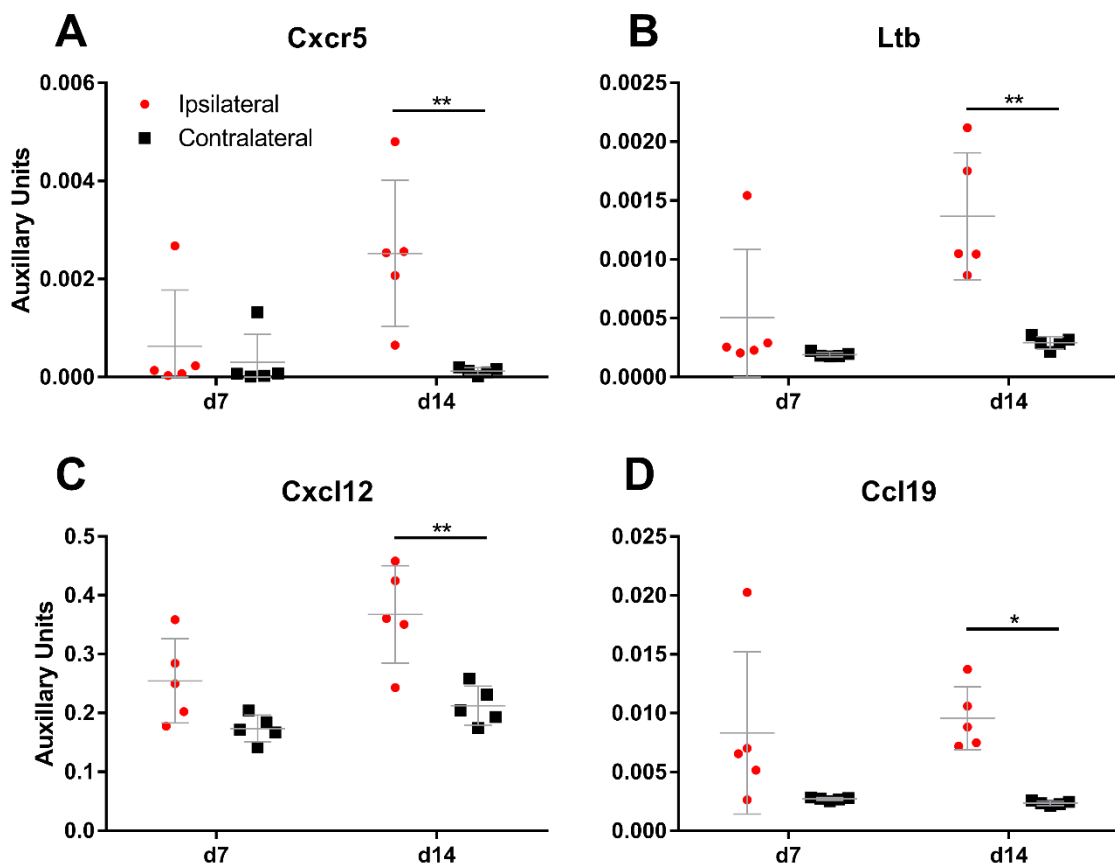 A
Cxcr5
0.006
0.004
0.002
0.000
Auxillary Units
Ipsilateral
Contralateral
**
d7
d14
B
Ltb
0.0025
0.0020
0.0015
0.0010
0.0005
0.0000
**
d7
d14
C
Cxcl12
0.5
0.4
0.3
0.2
0.1
0.0
Auxillary Units
**
d7
d14
D
Ccl19
0.025
0.020
0.015
0.010
0.005
0.000
*
d7
d14